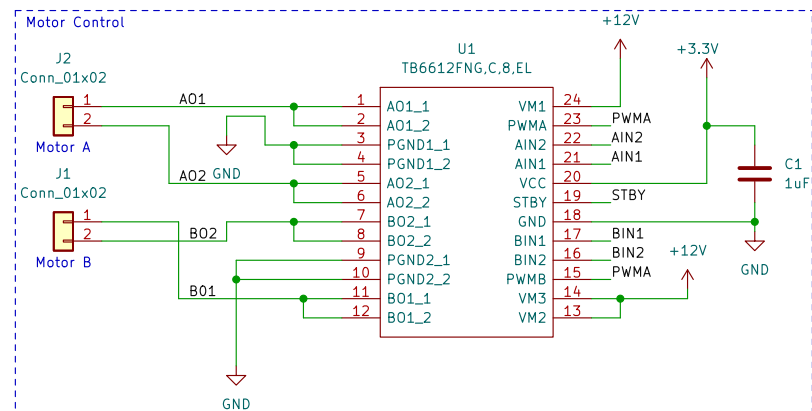 Motor Control
J2
Conn_01x02
1
2
Motor A
J1
Conn_01x02
1
2
Motor B
AO1
GND
AO2
BO2
B01
GND
U1
TB6612FNG,C,8,EL
1 AO1_1
2 AO1_2
3 PGND1_1
4 PGND1_2
5 AO2_1
6 AO2_2
7 BO2_1
8 BO2_2
9 PGND2_1
10 PGND2_2
11 BO1_1
12 BO1_2
VM1 24
PWMA 23 PWMA
AIN2 22 AIN2
AIN1 21 AIN1
VCC 20
STBY 19 STBY
GND 18
BIN1 17 BIN1
BIN2 16 BIN2
PWMB 15 PWMA
VM3 14
VM2 13
+12V
+3.3V
C1
1uF
GND
+12V